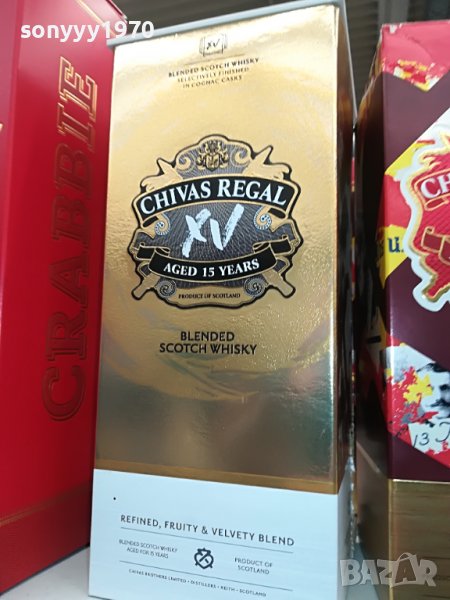 sonyyy1970
XV
BLENDED SCOTCH WHISKY
SELECTIVELY FINISHED
IN COGNAC CASKS
CHIVAS REGAL
XV
AGED 15 YEARS
PRODUCT OF SCOTLAND
BLENDED
SCOTCH WHISKY
REFINED, FRUITY & VELVETY BLEND
BLENDED SCOTCH WHISKY
AGED FOR 15 YEARS
PRODUCT OF
SCOTLAND
CHIVAS BROTHERS LIMITED • DISTILLERS • KEITH • SCOTLAND
CRABBIE
CH
u.
13
bazar